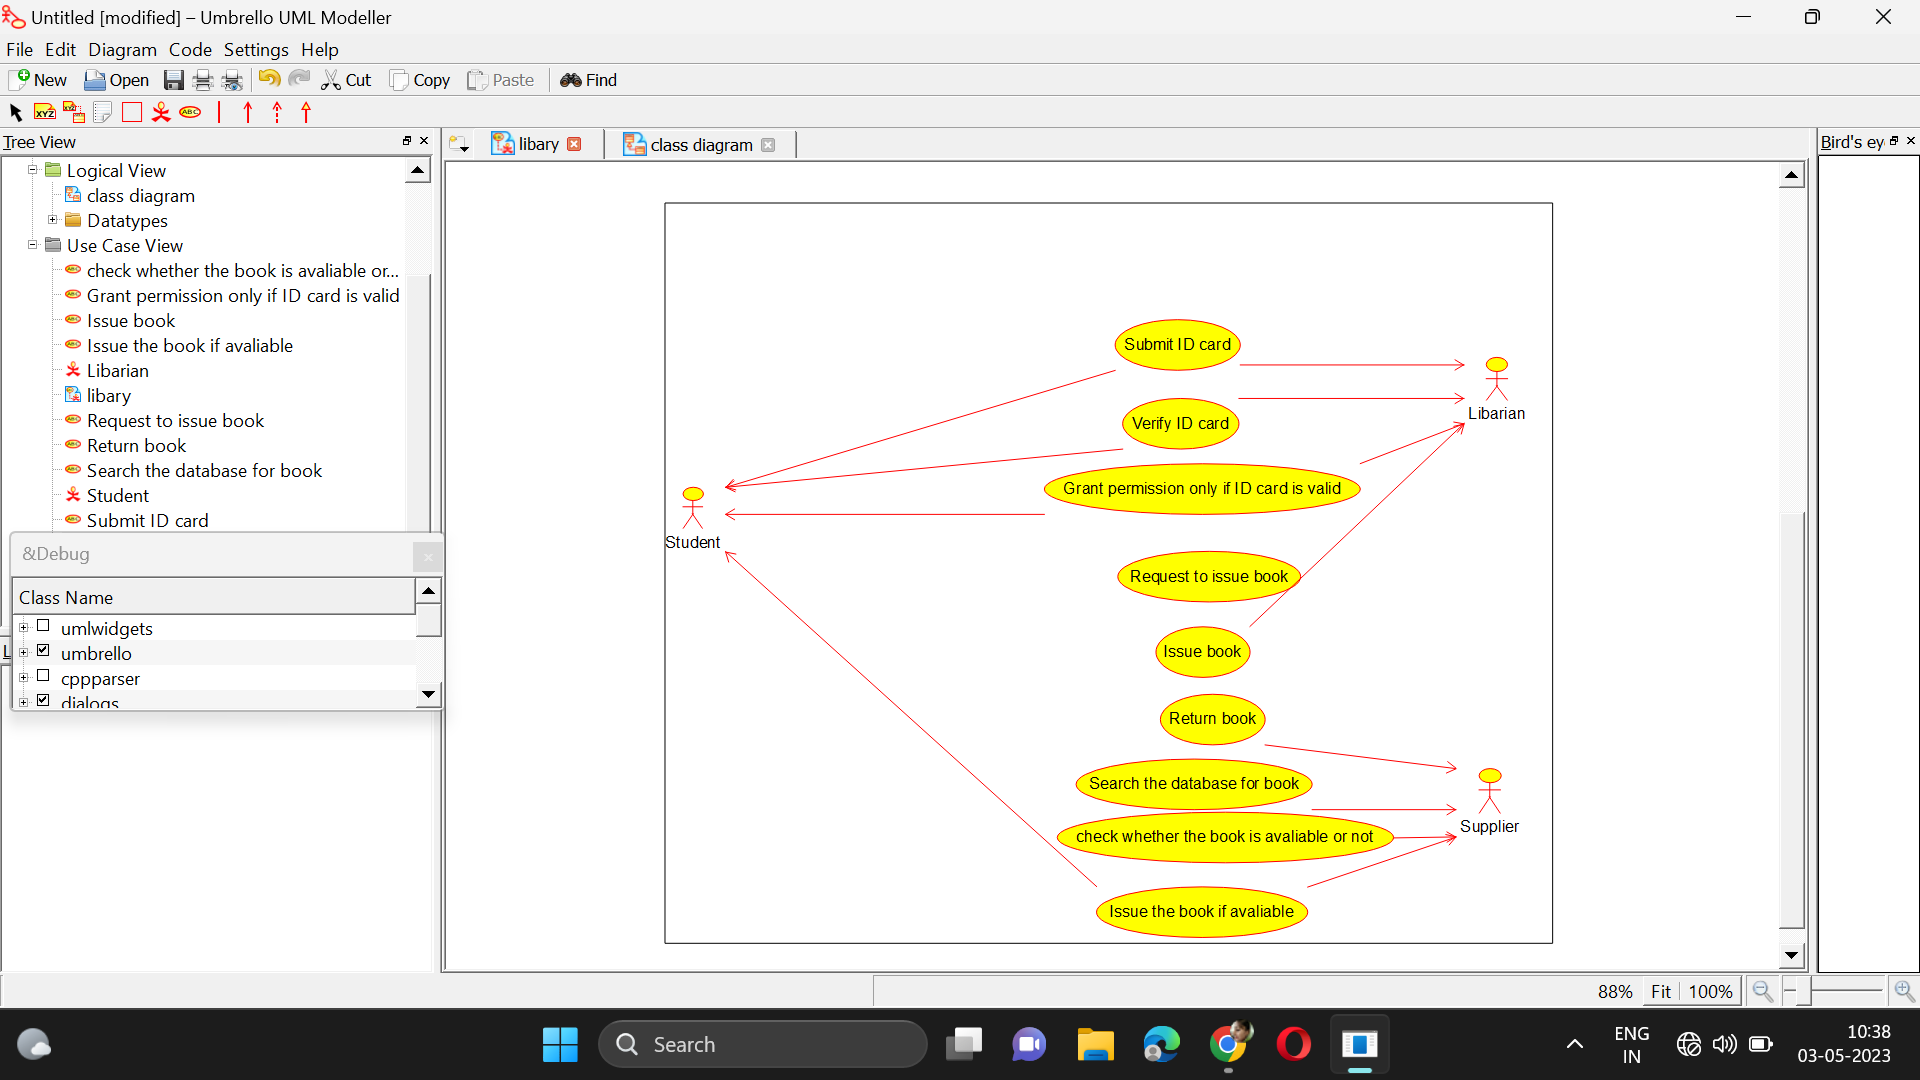 Untitled [modified] – Umbrello UML Modeller
File Edit Diagram Code Settings Help
New Open Cut Copy Paste Find
XYZ ABC
Tree View
libary class diagram
Bird's ey
Logical View
class diagram
Datatypes
Use Case View
check whether the book is avaliable or...
Grant permission only if ID card is valid
Issue book
Issue the book if avaliable
Libarian
libary
Request to issue book
Return book
Search the database for book
Student
Submit ID card
&Debug
Class Name
umlwidgets
umbrello
cppparser
dialogs
Submit ID card
Libarian
Verify ID card
Grant permission only if ID card is valid
Student
Request to issue book
Issue book
Return book
Search the database for book
Supplier
check whether the book is avaliable or not
Issue the book if avaliable
88% Fit 100%
Search
ENG
IN
10:38
03-05-2023